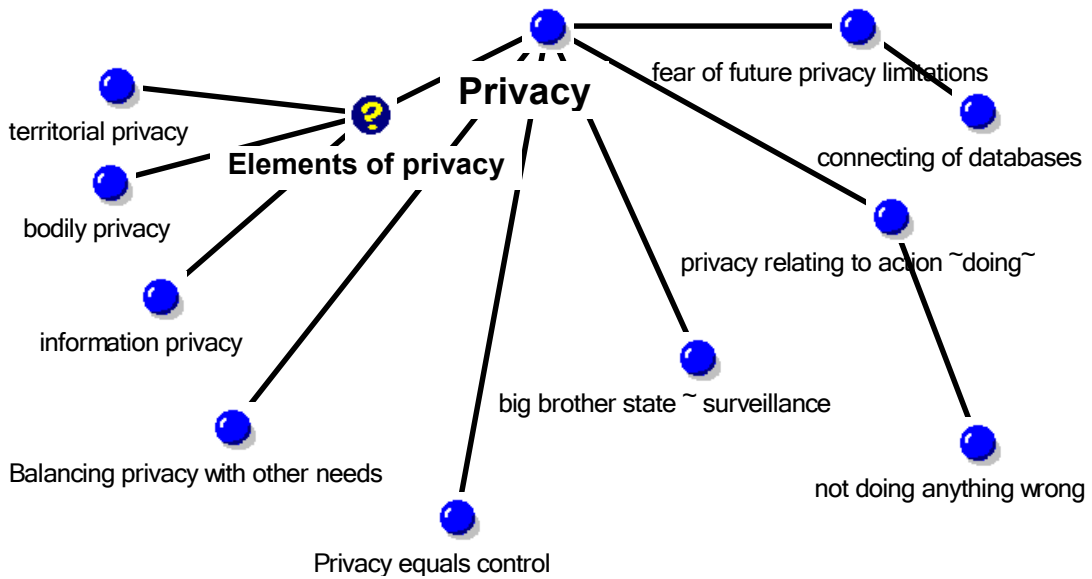 fear of future privacy limitations
Privacy
territorial privacy
connecting of databases
Elements of privacy
bodily privacy
privacy relating to action ~doing~
information privacy
big brother state ~ surveillance
Balancing privacy with other needs
not doing anything wrong
Privacy equals control